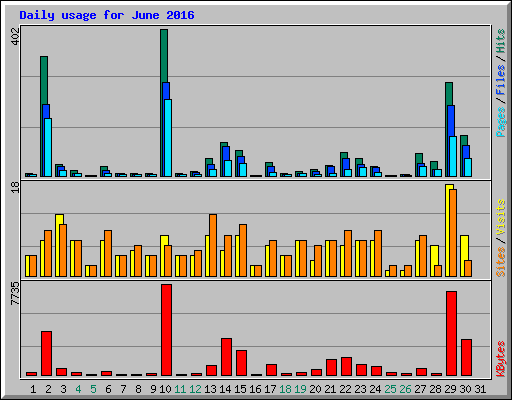 Daily usage for June 2016
402
Pages / Files / Hits
18
Sites / Visits
7735
KBytes
1 2 3 4 5 6 7 8 9 10 11 12 13 14 15 16 17 18 19 20 21 22 23 24 25 26 27 28 29 30 31